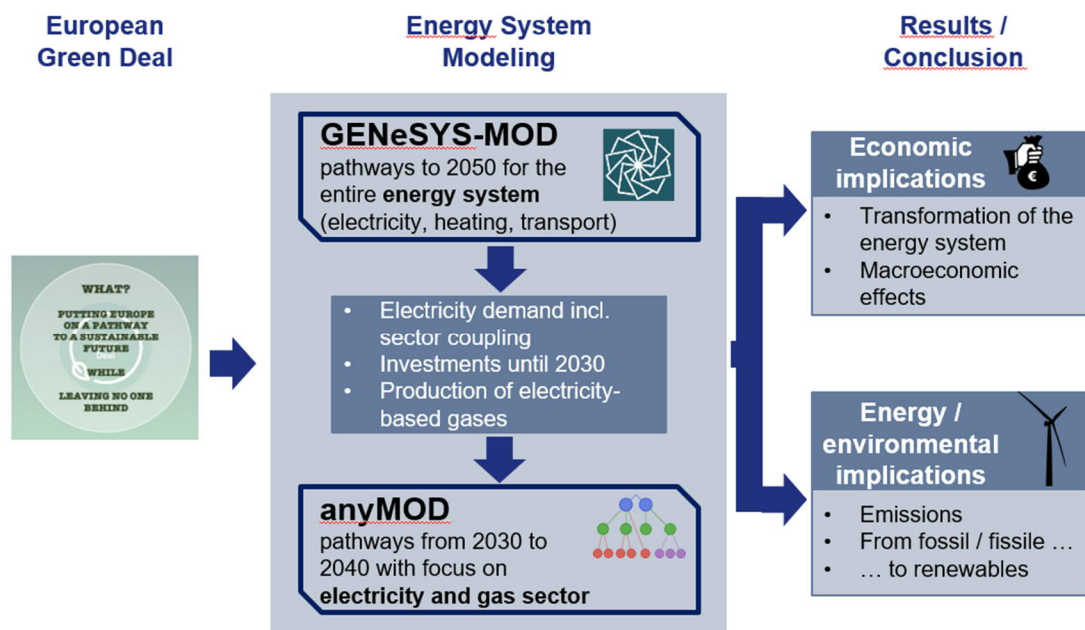 European
Green Deal
Energy System
Modeling
Results /
Conclusion
WHAT?
PUTTING EUROPE
ON A PATHWAY
TO A SUSTAINABLE
FUTURE
Deal
WHILE
LEAVING NO ONE
BEHIND
GENeSYS-MOD
pathways to 2050 for the
entire energy system
(electricity, heating, transport)
• Electricity demand incl.
sector coupling
• Investments until 2030
• Production of electricity-
based gases
anyMOD
pathways from 2030 to
2040 with focus on
electricity and gas sector
Economic
implications
€
• Transformation of the
energy system
• Macroeconomic
effects
Energy /
environmental
implications
• Emissions
• From fossil / fissile …
• … to renewables